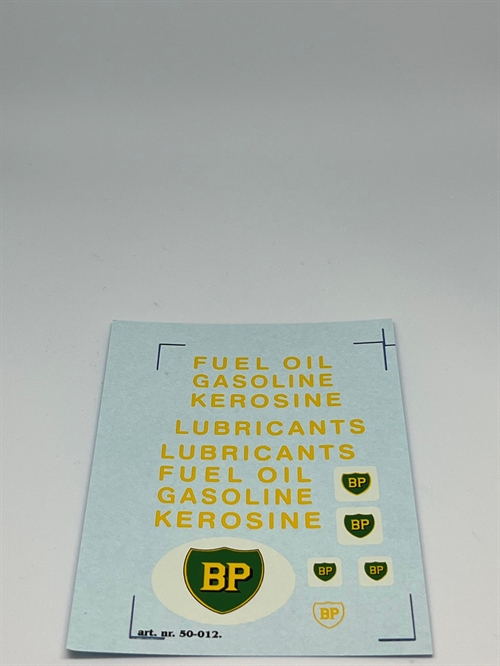 FUEL OIL
GASOLINE
KEROSINE
LUBRICANTS
LUBRICANTS
FUEL OIL
GASOLINE
KEROSINE
BP
BP
BP
BP
BP
BP
art. nr. 50-012.